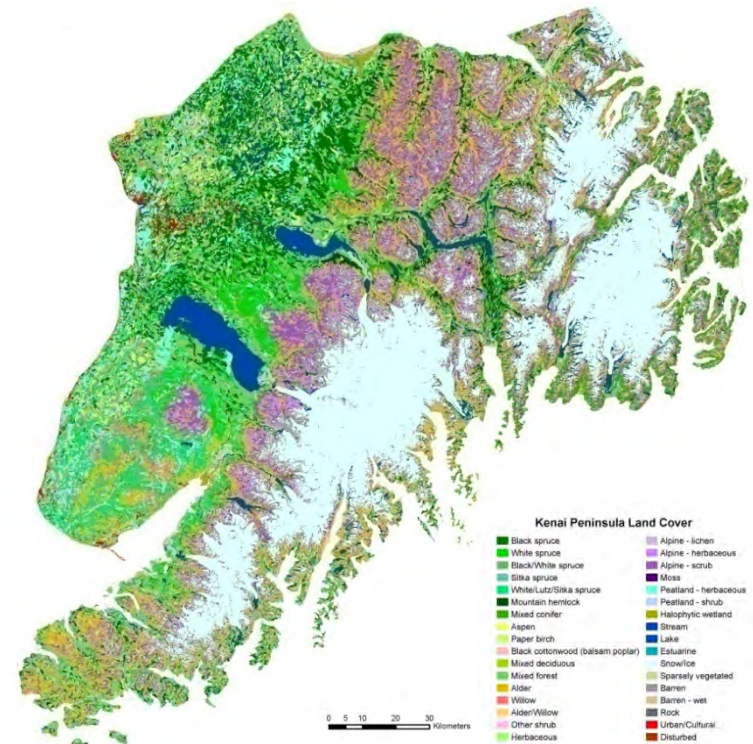 Kenai Peninsula Land Cover
Black spruce
White spruce
Black/White spruce
Sitka spruce
White/Lutz/Sitka spruce
Mountain hemlock
Mixed conifer
Aspen
Paper birch
Black cottonwood (balsam poplar)
Mixed deciduous
Mixed forest
Alder
Willow
Alder/Willow
Other shrub
Herbaceous
Alpine - lichen
Alpine - herbaceous
Alpine - scrub
Moss
Peatland - herbaceous
Peatland - shrub
Halophytic wetland
Stream
Lake
Estuarine
Snow/Ice
Sparsely vegetated
Barren
Barren - wet
Rock
Urban/Cultural
Disturbed
0 5 10 20 30
Kilometers